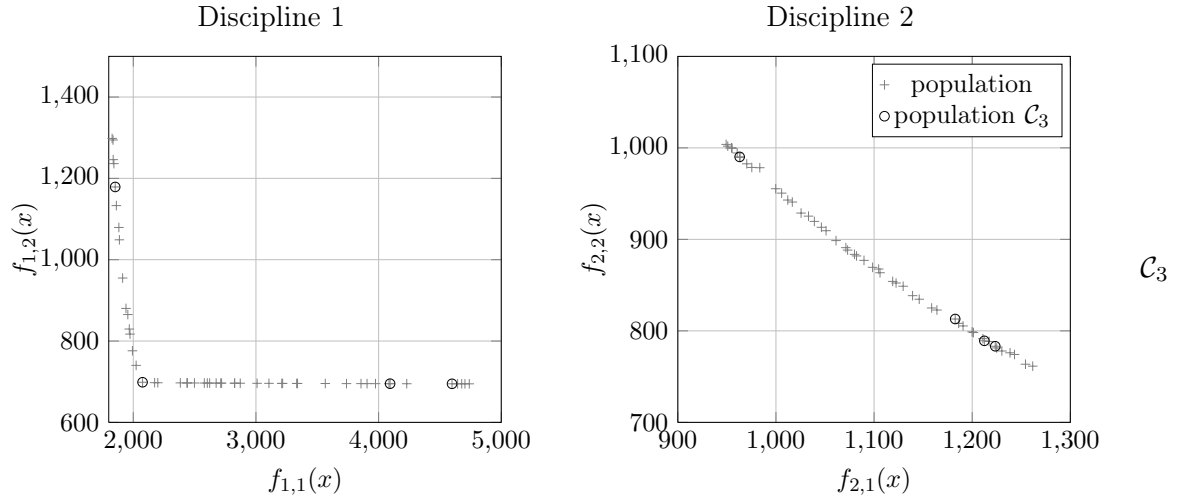 Discipline 1
1,400
1,200
1,000
800
600
2,000 3,000 4,000 5,000
f1,2(x)
f1,1(x)
Discipline 2
1,100
1,000
900
800
700
900 1,000 1,100 1,200 1,300
f2,2(x)
f2,1(x)
population
population 𝒞3
𝒞3